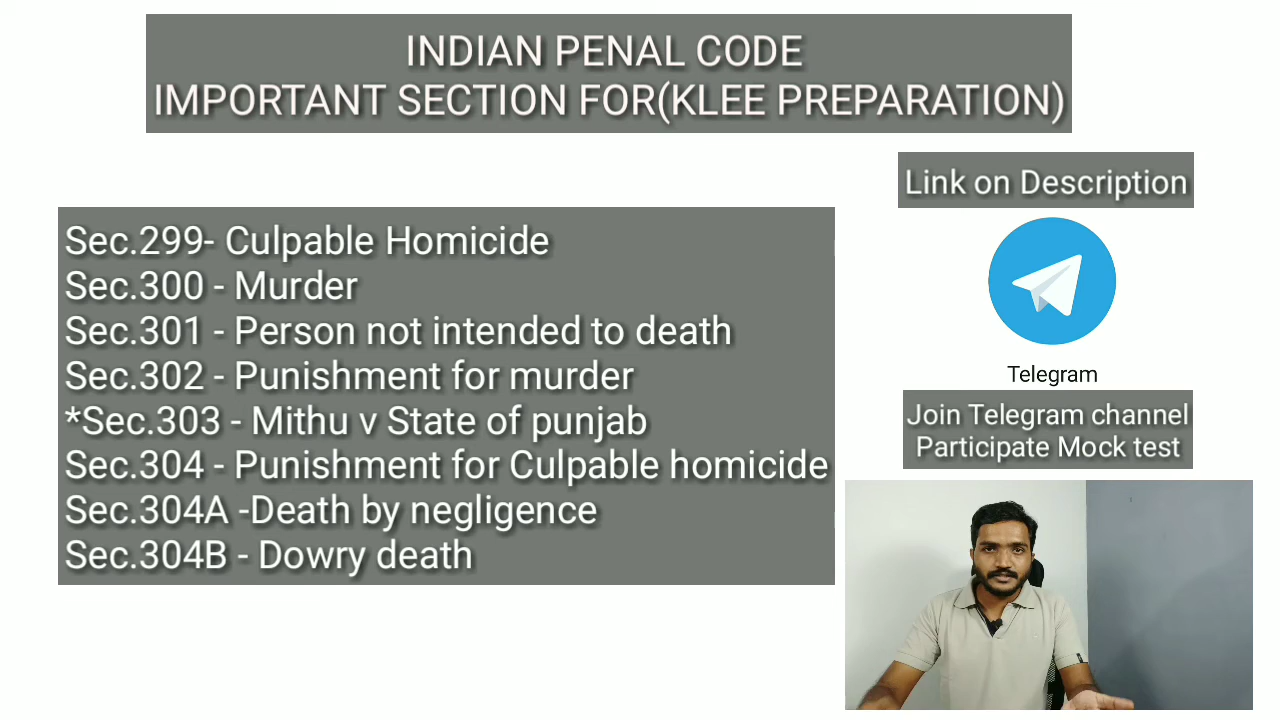 INDIAN PENAL CODE
IMPORTANT SECTION FOR(KLEE PREPARATION)
Link on Description
Sec.299- Culpable Homicide
Sec.300 - Murder
Sec.301 - Person not intended to death
Sec.302 - Punishment for murder
*Sec.303 - Mithu v State of punjab
Sec.304 - Punishment for Culpable homicide
Sec.304A -Death by negligence
Sec.304B - Dowry death
Telegram
Join Telegram channel
Participate Mock test